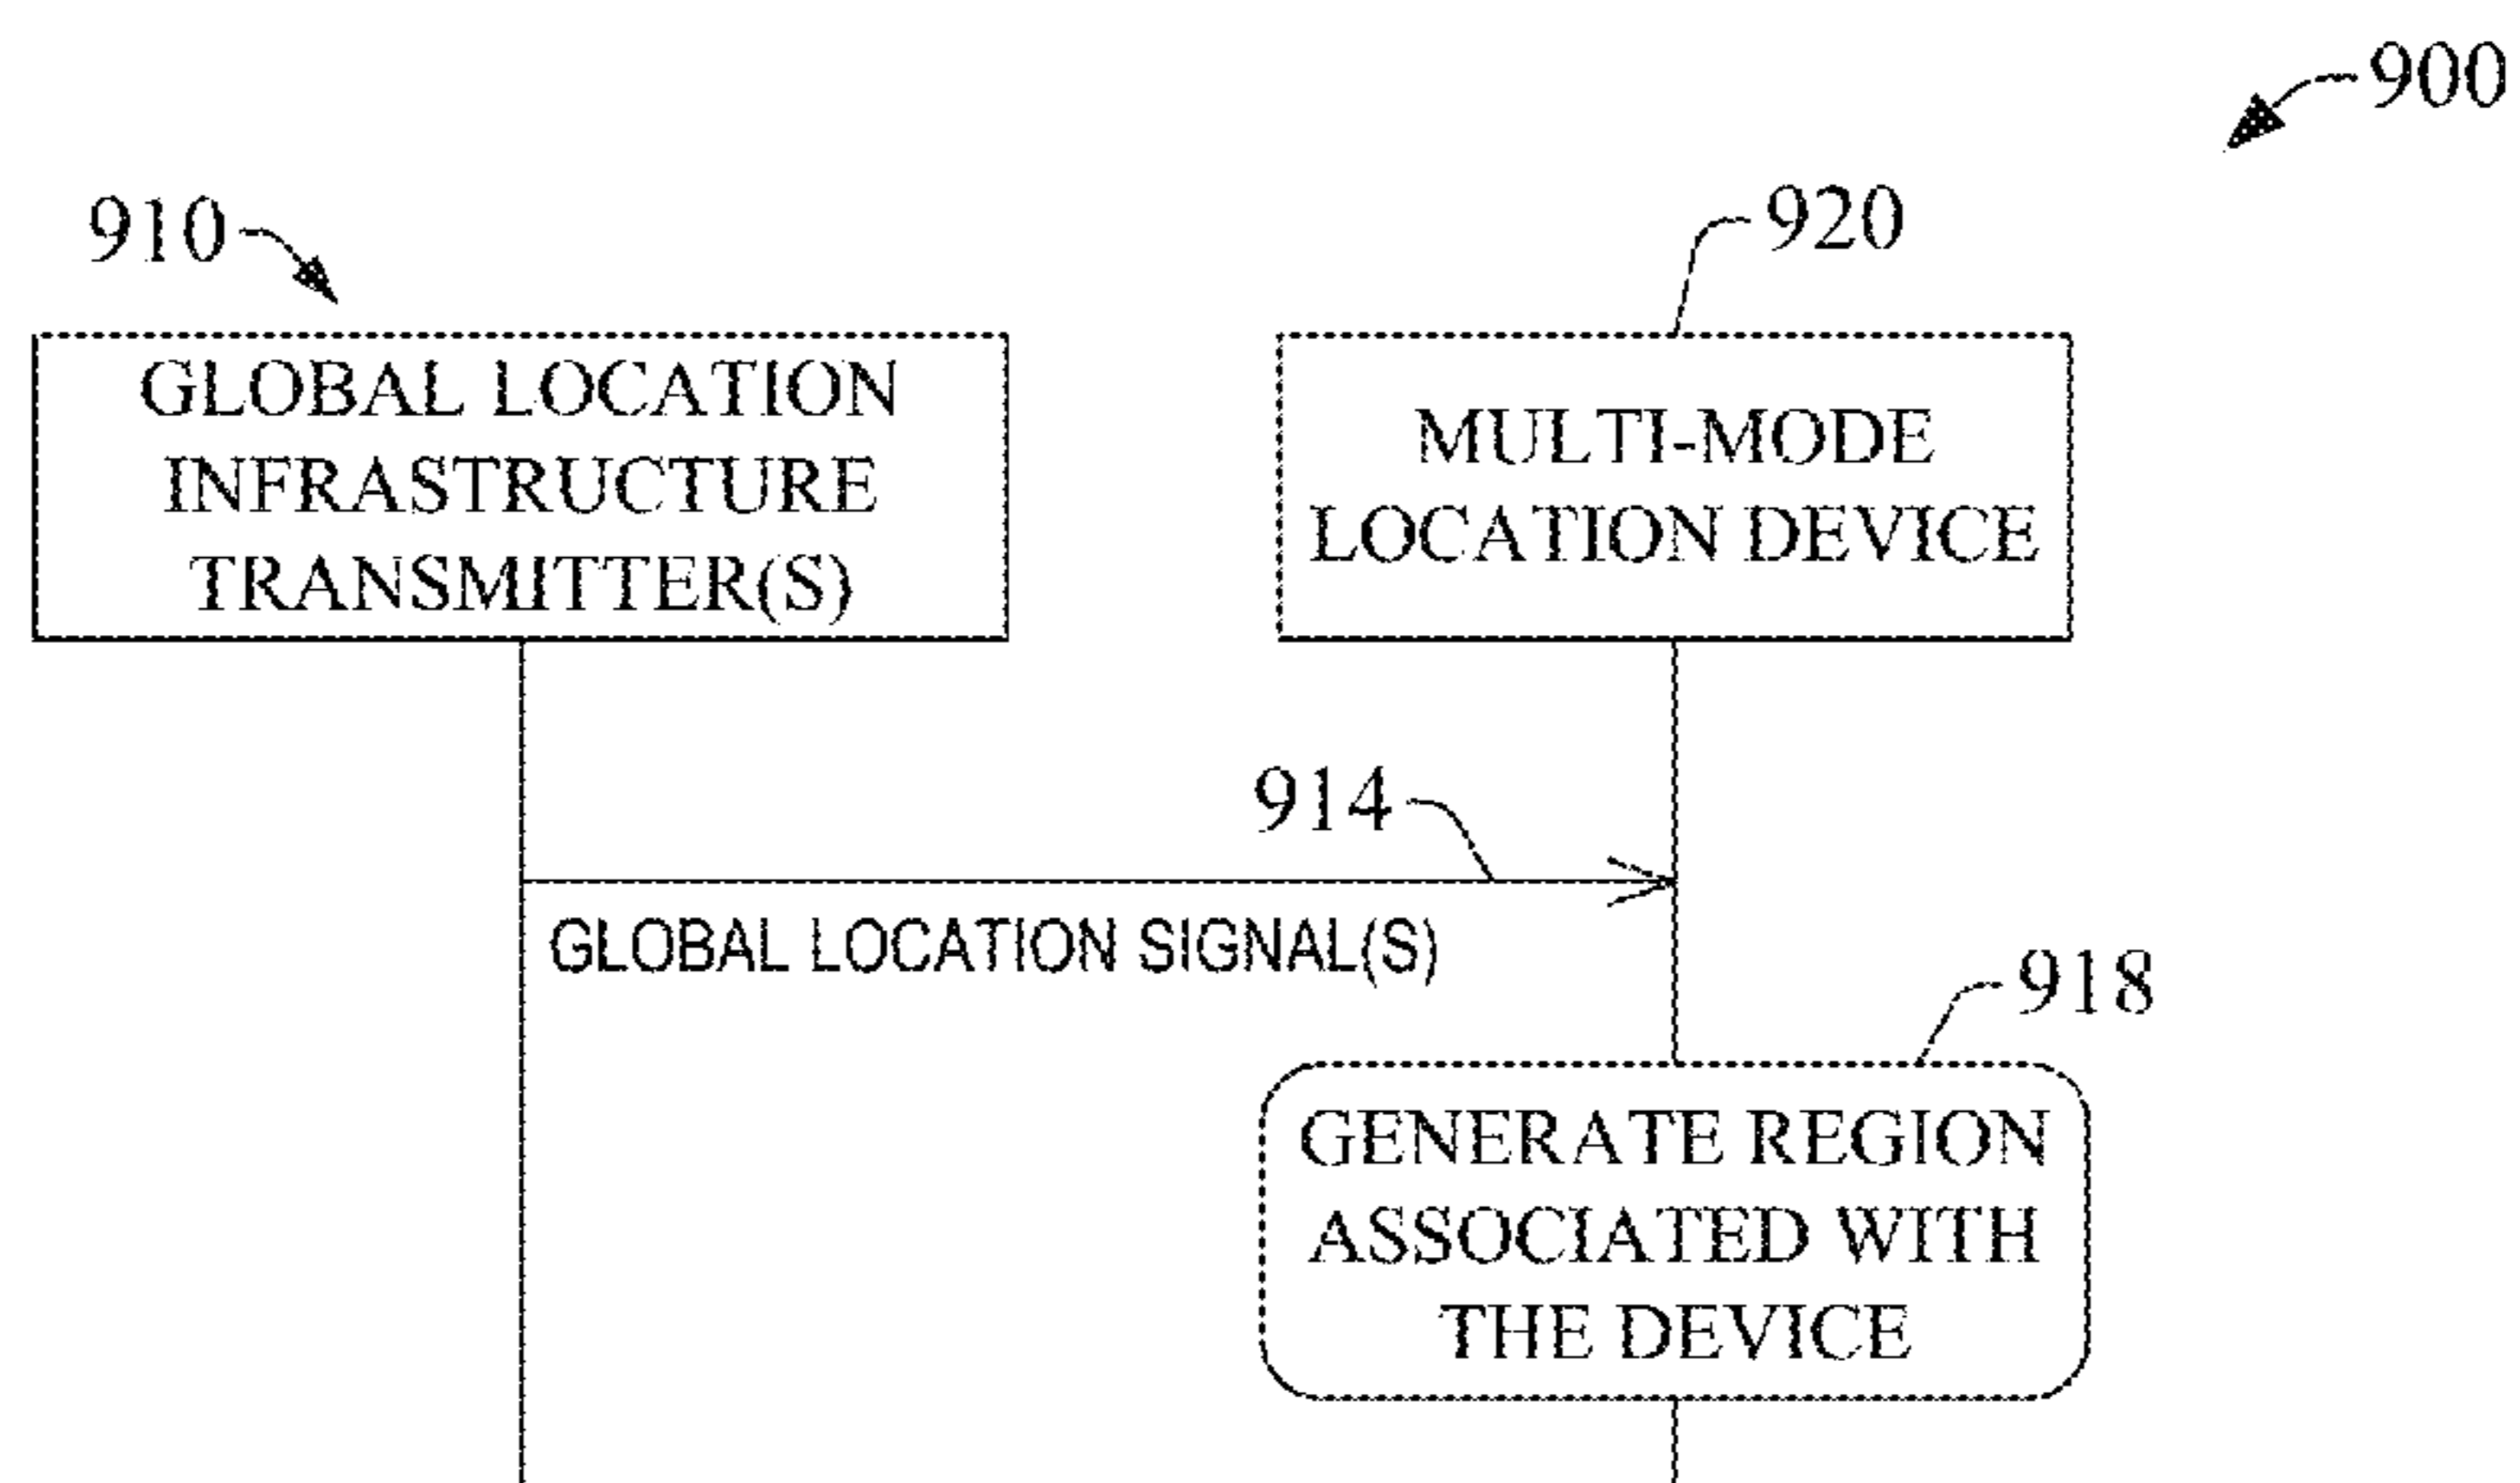 900
910
920
GLOBAL LOCATION
INFRASTRUCTURE
TRANSMITTER(S)
MULTI-MODE
LOCATION DEVICE
914
GLOBAL LOCATION SIGNAL(S)
918
GENERATE REGION
ASSOCIATED WITH
THE DEVICE